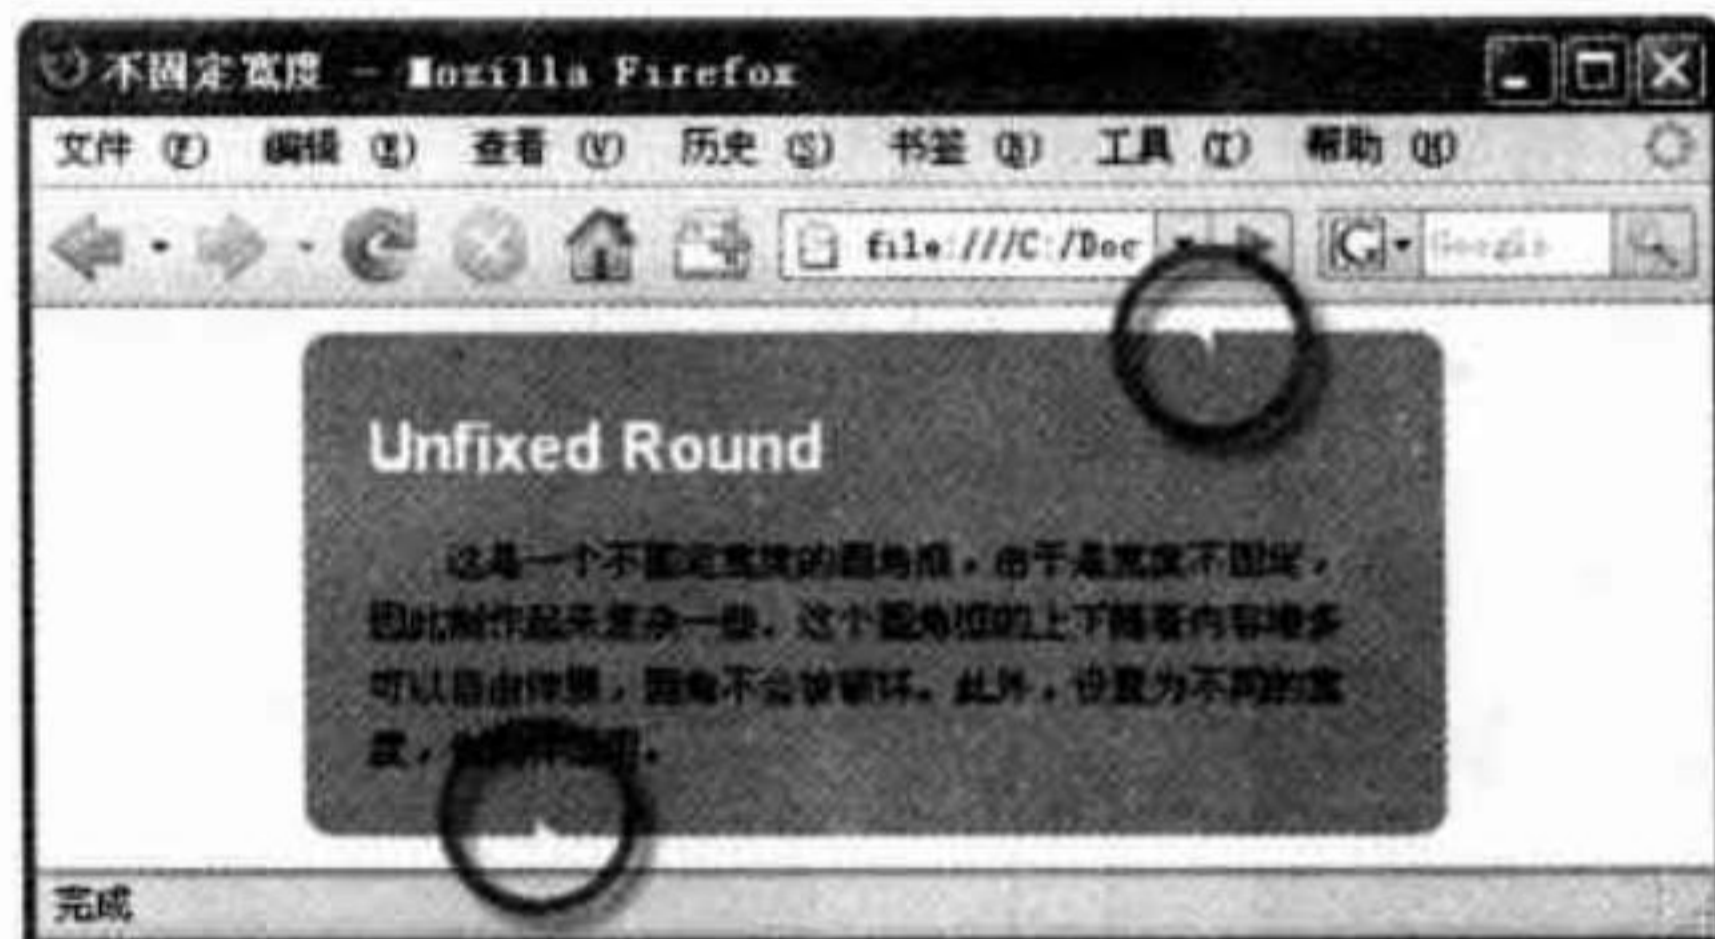 不固定宽度 - Mozilla Firefox
文件 (F) 编辑 (E) 查看 (V) 历史 (S) 书签 (B) 工具 (T) 帮助 (H)
file:///C:/Doc Google
Unfixed Round
这是一个不固定宽度的圆角框，由于是宽度不固定，
因此制作起来复杂一些。这个圆角框的上下随着内容增多
可以自由伸展，圆角不会被破坏。此外，设置为不同的宽
度，
完成